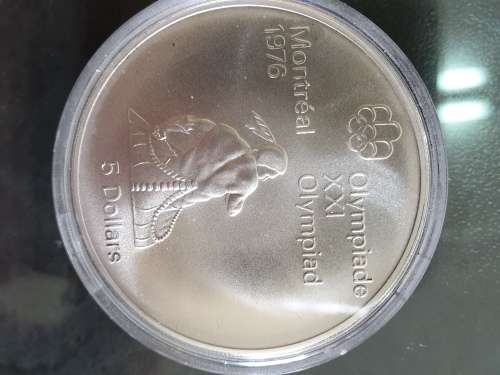 Montréal
1976
Olympiade
XXI
Olympiad
5 Dollars